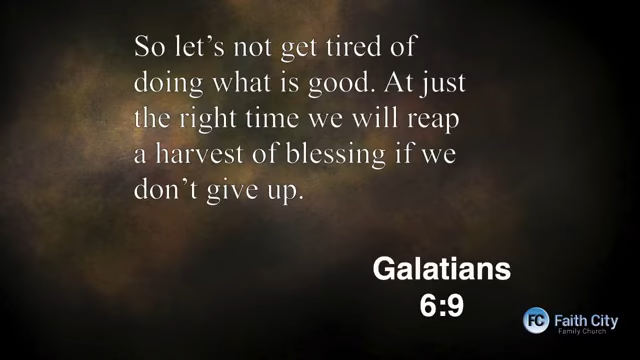 So let's not get tired of
doing what is good. At just
the right time we will reap
a harvest of blessing if we
don't give up.
Galatians
6:9
FC Faith City
Family Church